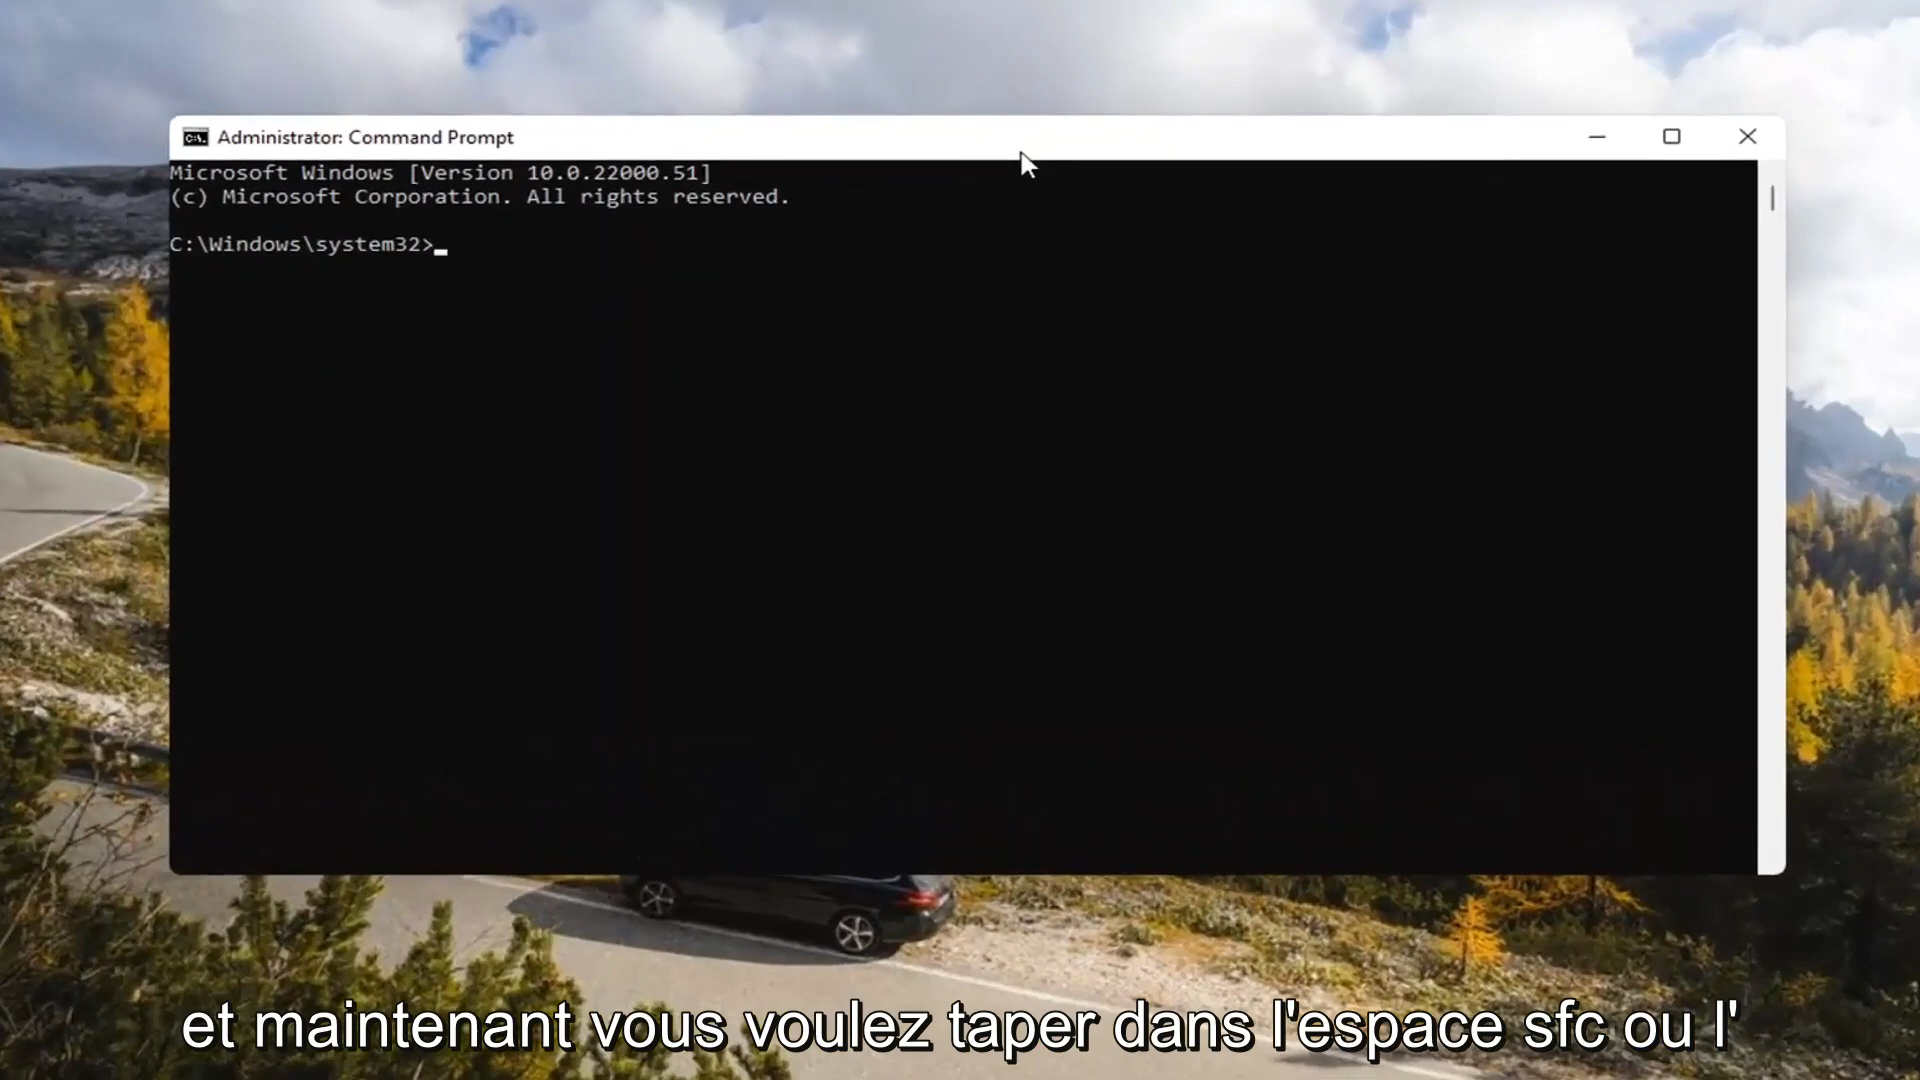 Administrator: Command Prompt
Microsoft Windows [Version 10.0.22000.51]
(c) Microsoft Corporation. All rights reserved.
C:\Windows\system32>
et maintenant vous voulez taper dans l'espace sfc ou l'